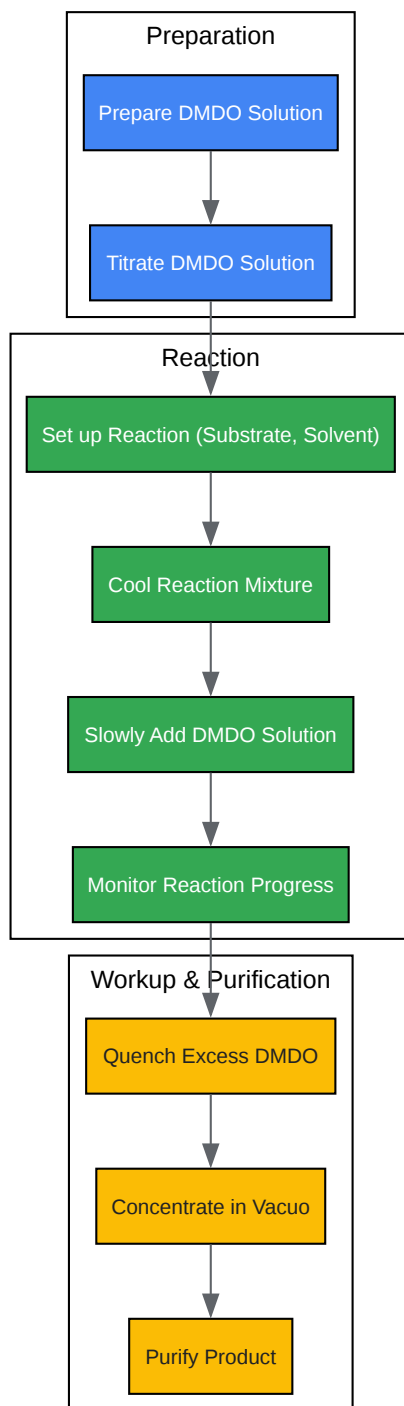 Preparation
Prepare DMDO Solution
Titrate DMDO Solution
Reaction
Set up Reaction (Substrate, Solvent)
Cool Reaction Mixture
Slowly Add DMDO Solution
Monitor Reaction Progress
Workup & Purification
Quench Excess DMDO
Concentrate in Vacuo
Purify Product